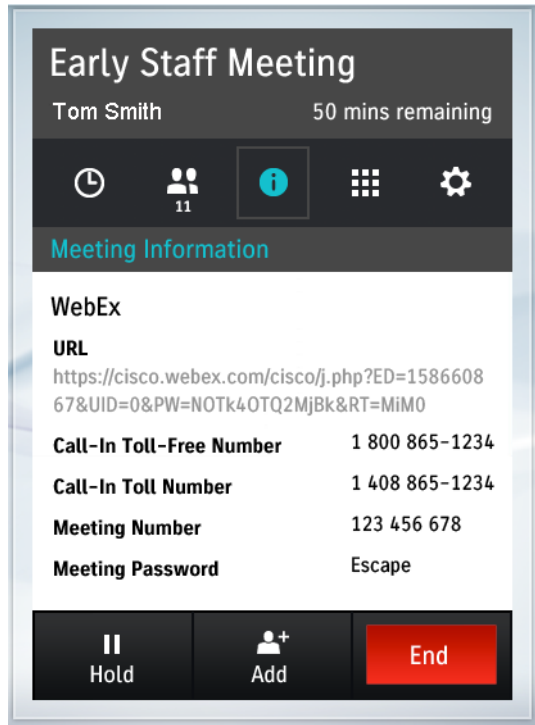 Early Staff Meeting
Tom Smith 50 mins remaining
11
Meeting Information
WebEx
URL
https://cisco.webex.com/cisco/j.php?ED=1586608
67&UID=0&PW=NOTk4OTQ2MjBk&RT=MiM0
Call-In Toll-Free Number 1 800 865-1234
Call-In Toll Number 1 408 865-1234
Meeting Number 123 456 678
Meeting Password Escape
Hold Add End